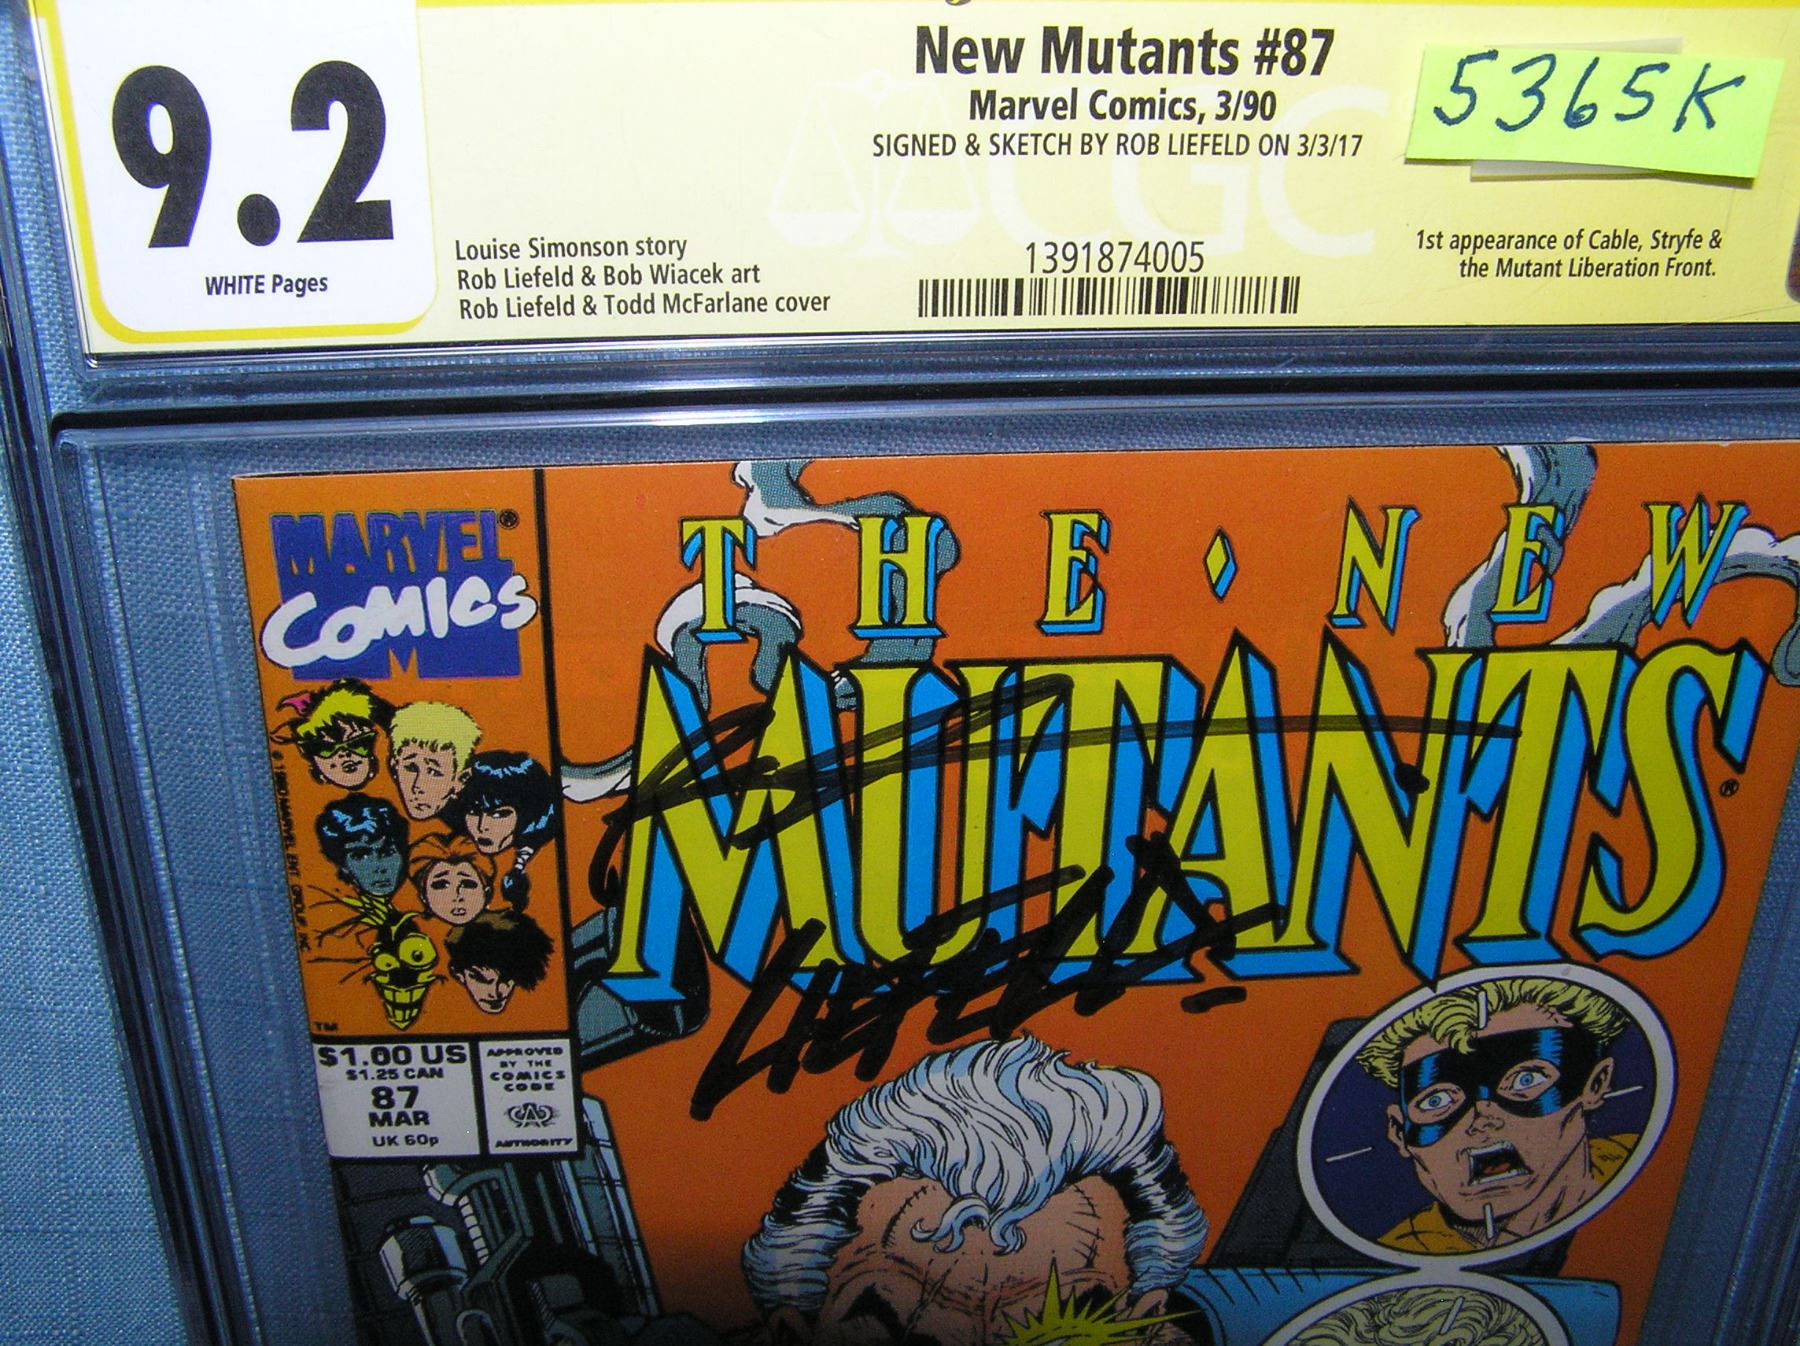 9.2
WHITE Pages
New Mutants #87
Marvel Comics, 3/90
SIGNED & SKETCH BY ROB LIEFELD ON 3/3/17
5365K
CGC
Louise Simonson story
Rob Liefeld & Bob Wiacek art
Rob Liefeld & Todd McFarlane cover
1391874005
1st appearance of Cable, Stryfe &
the Mutant Liberation Front.
MARVEL®
COMICS
M
THE • NEW
MUTANTS®
LIEFELD
TM
$1.00 US
$1.25 CAN
87
MAR
UK 60p
APPROVED
BY THE
COMICS
CODE
AUTHORITY